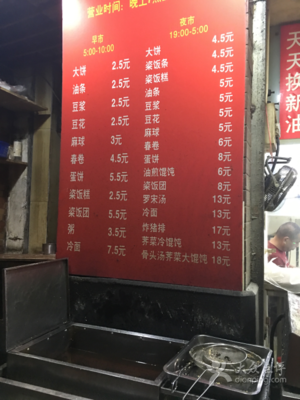 营业时间: 晚上7点
早市
5:00-10:00
大饼 2.5元
油条 2.5元
豆浆 2.5元
豆花 2.5元
麻球 3元
春卷 4.5元
蛋饼 5.5元
粢饭糕 2.5元
粢饭团 5.5元
粥 3.5元
冷面 7.5元
夜市
19:00-5:00
大饼 4.5元
粢饭条 4.5元
粢饭糕 4.5元
油条 5元
豆浆 5元
豆花 5元
麻球 5元
春卷 6元
蛋饼 8元
油煎馄饨 8元
粢饭团 8元
罗宋汤 13元
冷面 13元
炸猪排 17元
荠菜冷馄饨 13元
骨头汤荠菜大馄饨 18元
天天换新油